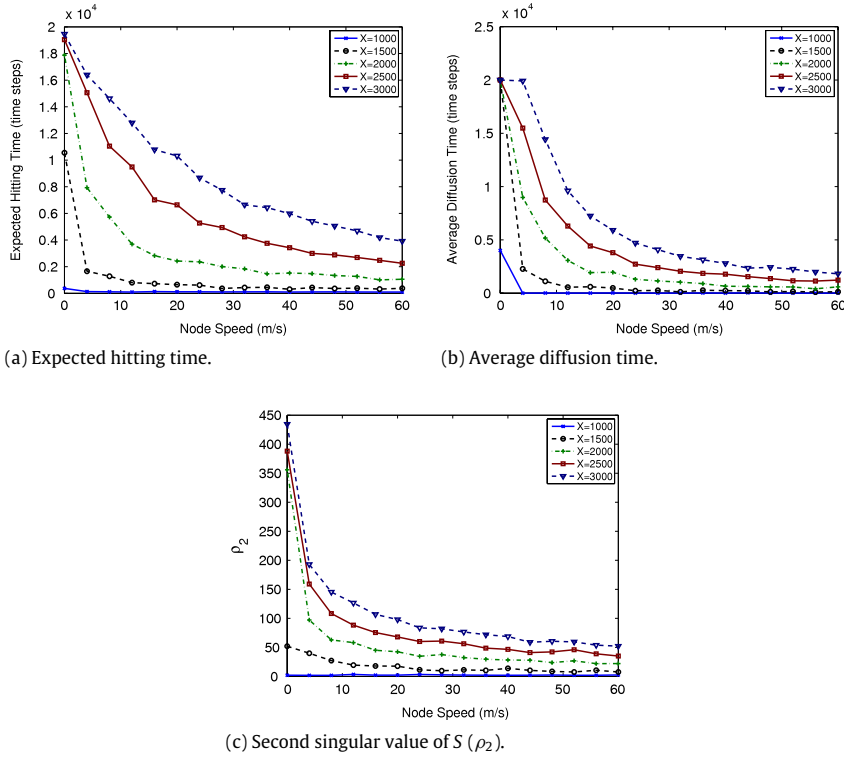 x 10⁴
2
1.8
1.6
1.4
1.2
1
0.8
0.6
0.4
0.2
0
0 10 20 30 40 50 60
Expected Hitting Time (time steps)
Node Speed (m/s)
X=1000
X=1500
X=2000
X=2500
X=3000
(a) Expected hitting time.
x 10⁴
2.5
2.0
1.5
1.0
0.5
0
0 10 20 30 40 50 60
Average Diffusion Time (time steps)
Node Speed (m/s)
X=1000
X=1500
X=2000
X=2500
X=3000
(b) Average diffusion time.
450
400
350
300
250
200
150
100
50
0
0 10 20 30 40 50 60
ρ₂
Node Speed (m/s)
X=1000
X=1500
X=2000
X=2500
X=3000
(c) Second singular value of S (ρ₂).